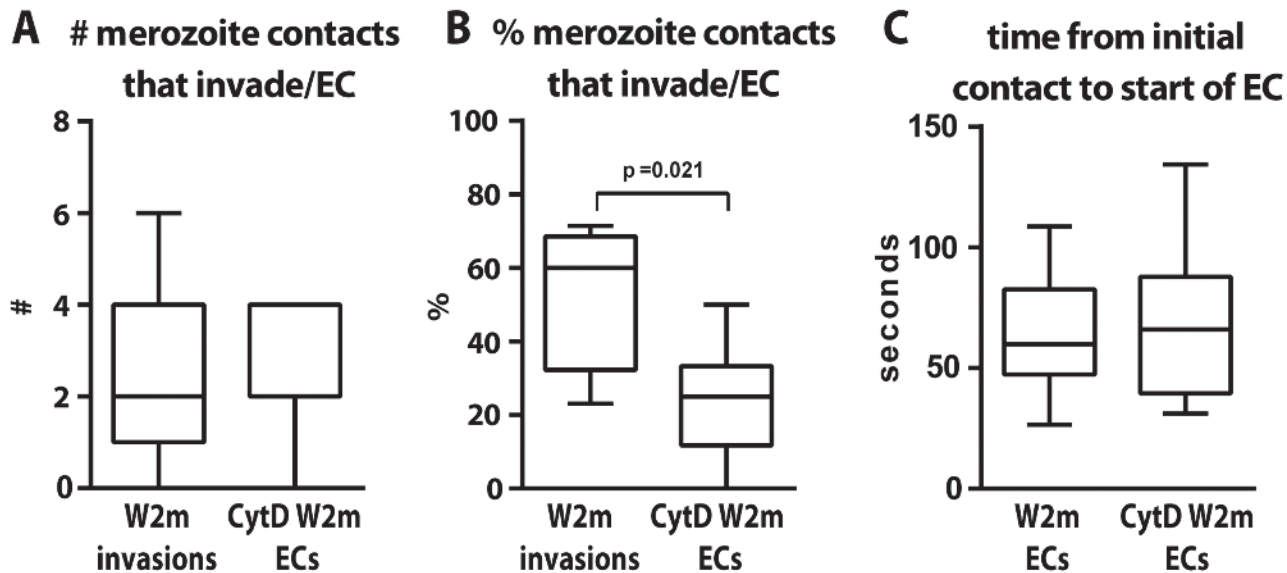 A # merozoite contacts
that invade/EC
8
6
4
2
0
#
W2m
invasions
CytD W2m
ECs
B % merozoite contacts
that invade/EC
100
80
60
40
20
0
%
p =0.021
W2m
invasions
CytD W2m
ECs
C time from initial
contact to start of EC
150
100
50
0
seconds
W2m
ECs
CytD W2m
ECs